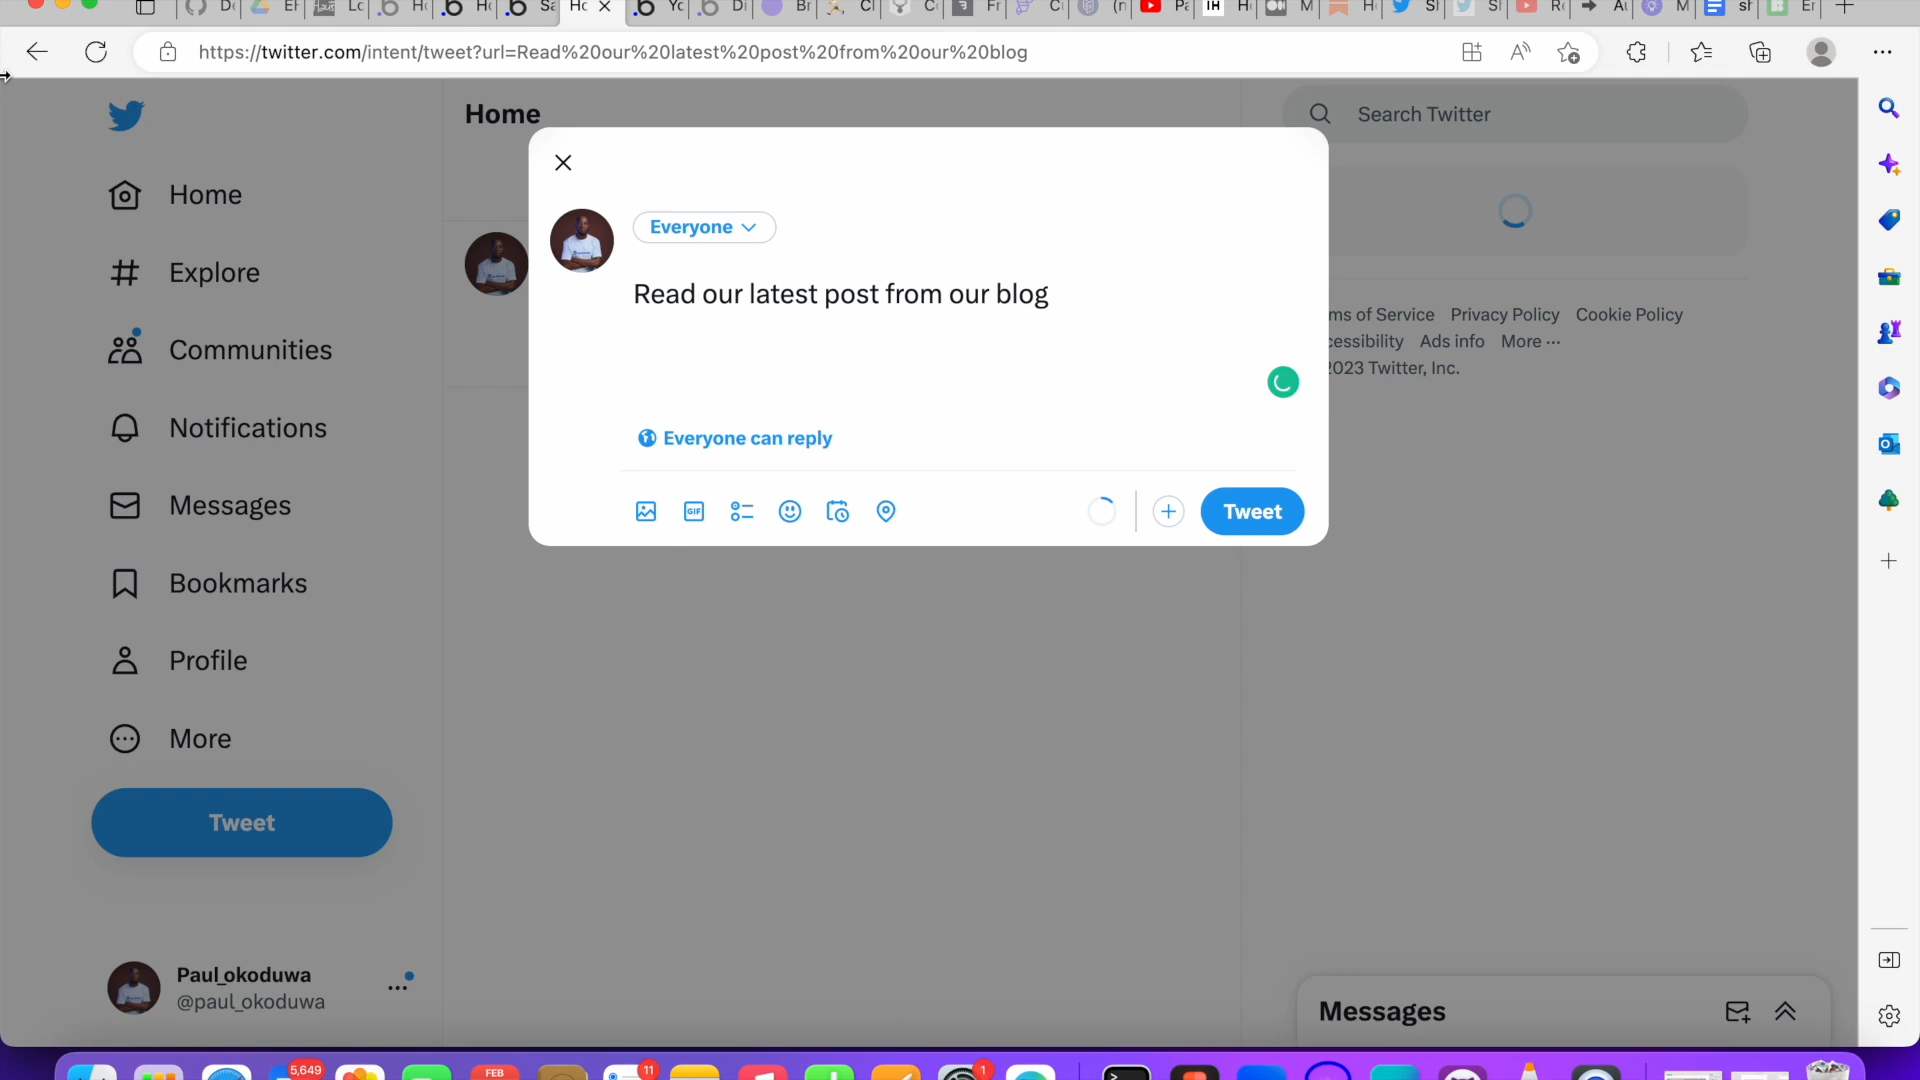 https://twitter.com/intent/tweet?url=Read%20our%20latest%20post%20from%20our%20blog
Home
Search Twitter
Home
Explore
Communities
Notifications
Messages
Bookmarks
Profile
More
Tweet
Paul_okoduwa
@paul_okoduwa
Everyone
Read our latest post from our blog
Everyone can reply
GIF
Tweet
ms of Service Privacy Policy Cookie Policy
cessibility Ads info More ...
2023 Twitter, Inc.
Messages
5,649
FEB
11
1